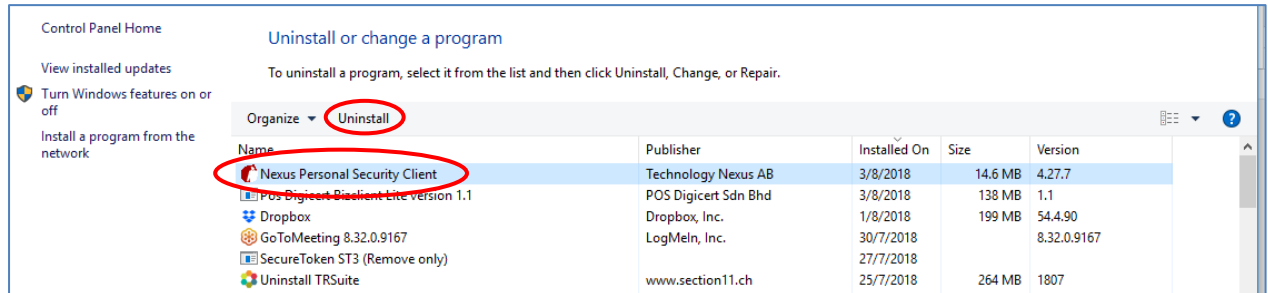 Control Panel Home
View installed updates
Turn Windows features on or
off
Install a program from the
network
Uninstall or change a program
To uninstall a program, select it from the list and then click Uninstall, Change, or Repair.
Organize Uninstall
Name Publisher Installed On Size Version
Nexus Personal Security Client Technology Nexus AB 3/8/2018 14.6 MB 4.27.7
Pos Digicert Bizclient Lite version 1.1 POS Digicert Sdn Bhd 3/8/2018 138 MB 1.1
Dropbox Dropbox, Inc. 1/8/2018 199 MB 54.4.90
GoToMeeting 8.32.0.9167 LogMeIn, Inc. 30/7/2018 8.32.0.9167
SecureToken ST3 (Remove only) 27/7/2018
Uninstall TRSuite www.section11.ch 25/7/2018 264 MB 1807